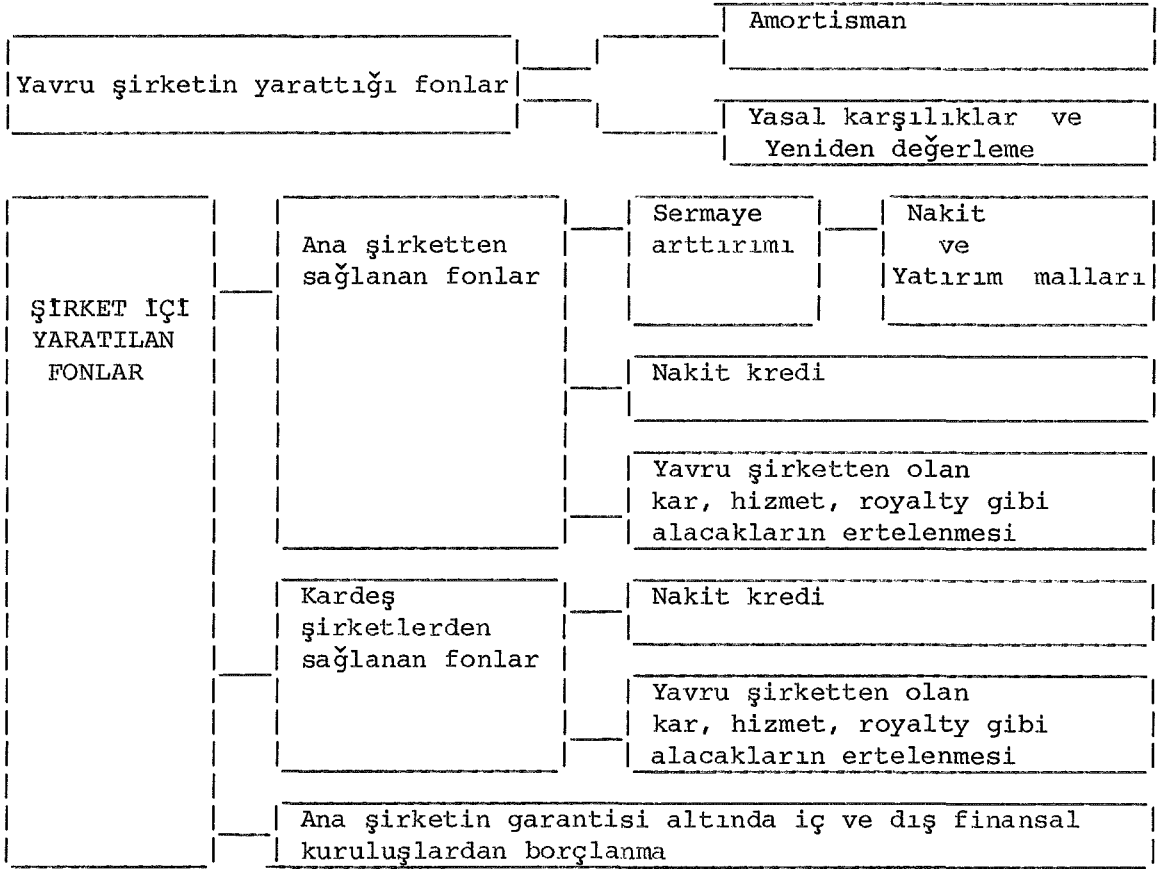 Amortisman
Yavru şirketin yarattığı fonlar
Yasal karşılıklar ve
Yeniden değerleme
ŞİRKET İÇİ
YARATILAN
FONLAR
Ana şirketten
sağlanan fonlar
Sermaye
arttırımı
Nakit
ve
Yatırım malları
Nakit kredi
Yavru şirketten olan
kar, hizmet, royalty gibi
alacakların ertelenmesi
Kardeş
şirketlerden
sağlanan fonlar
Nakit kredi
Yavru şirketten olan
kar, hizmet, royalty gibi
alacakların ertelenmesi
Ana şirketin garantisi altında iç ve dış finansal
kuruluşlardan borçlanma